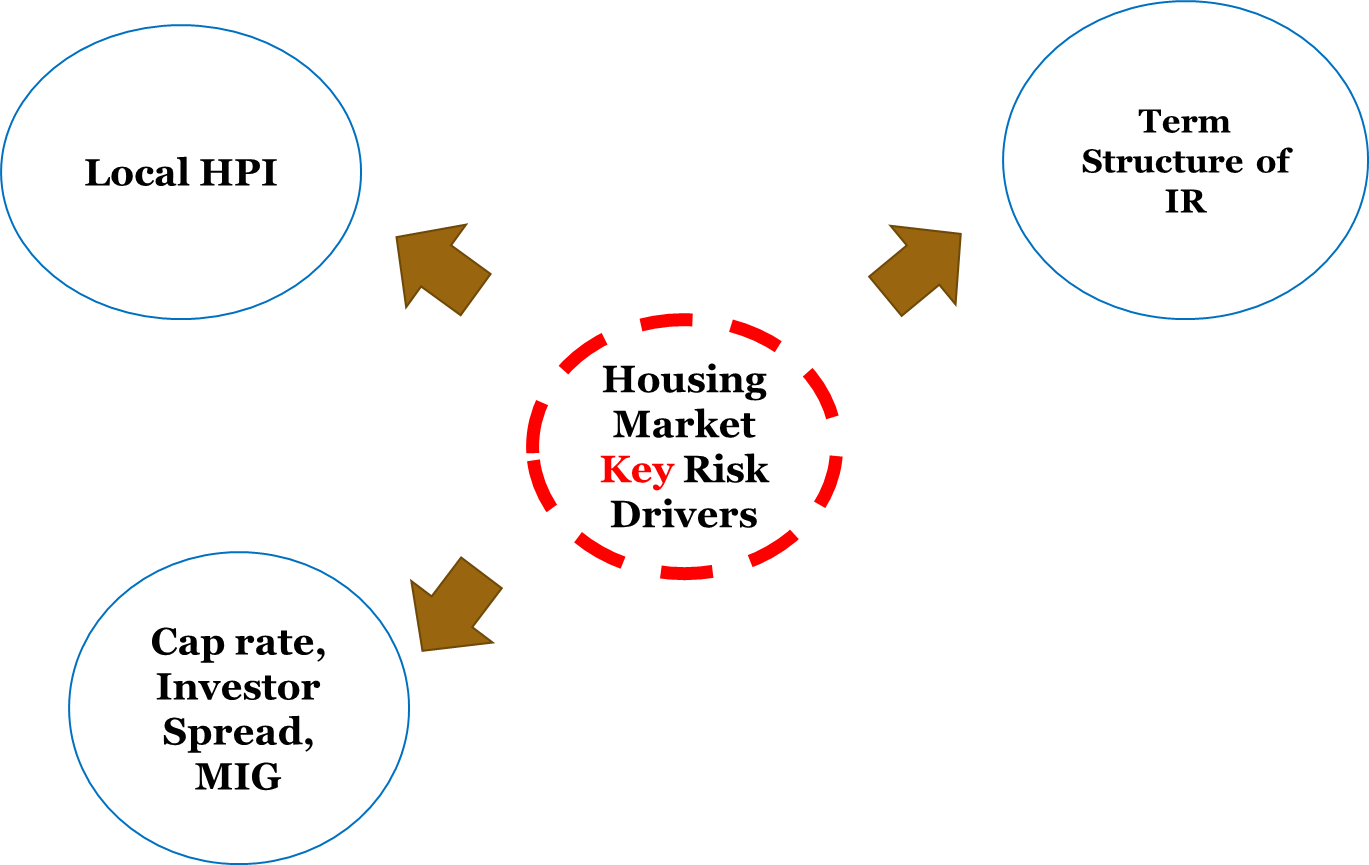 Local HPI
Term
Structure of
IR
Housing
Market
Key Risk
Drivers
Cap rate,
Investor
Spread,
MIG